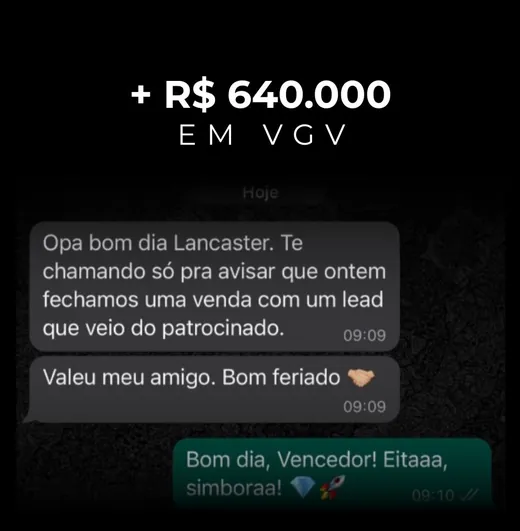 + R$ 640.000
EM VGV
Hoje
Opa bom dia Lancaster. Te
chamando só pra avisar que ontem
fechamos uma venda com um lead
que veio do patrocinado.
09:09
Valeu meu amigo. Bom feriado 🤝🏼
09:09
Bom dia, Vencedor! Eitaaa,
simboraa! 💎🚀
09:10